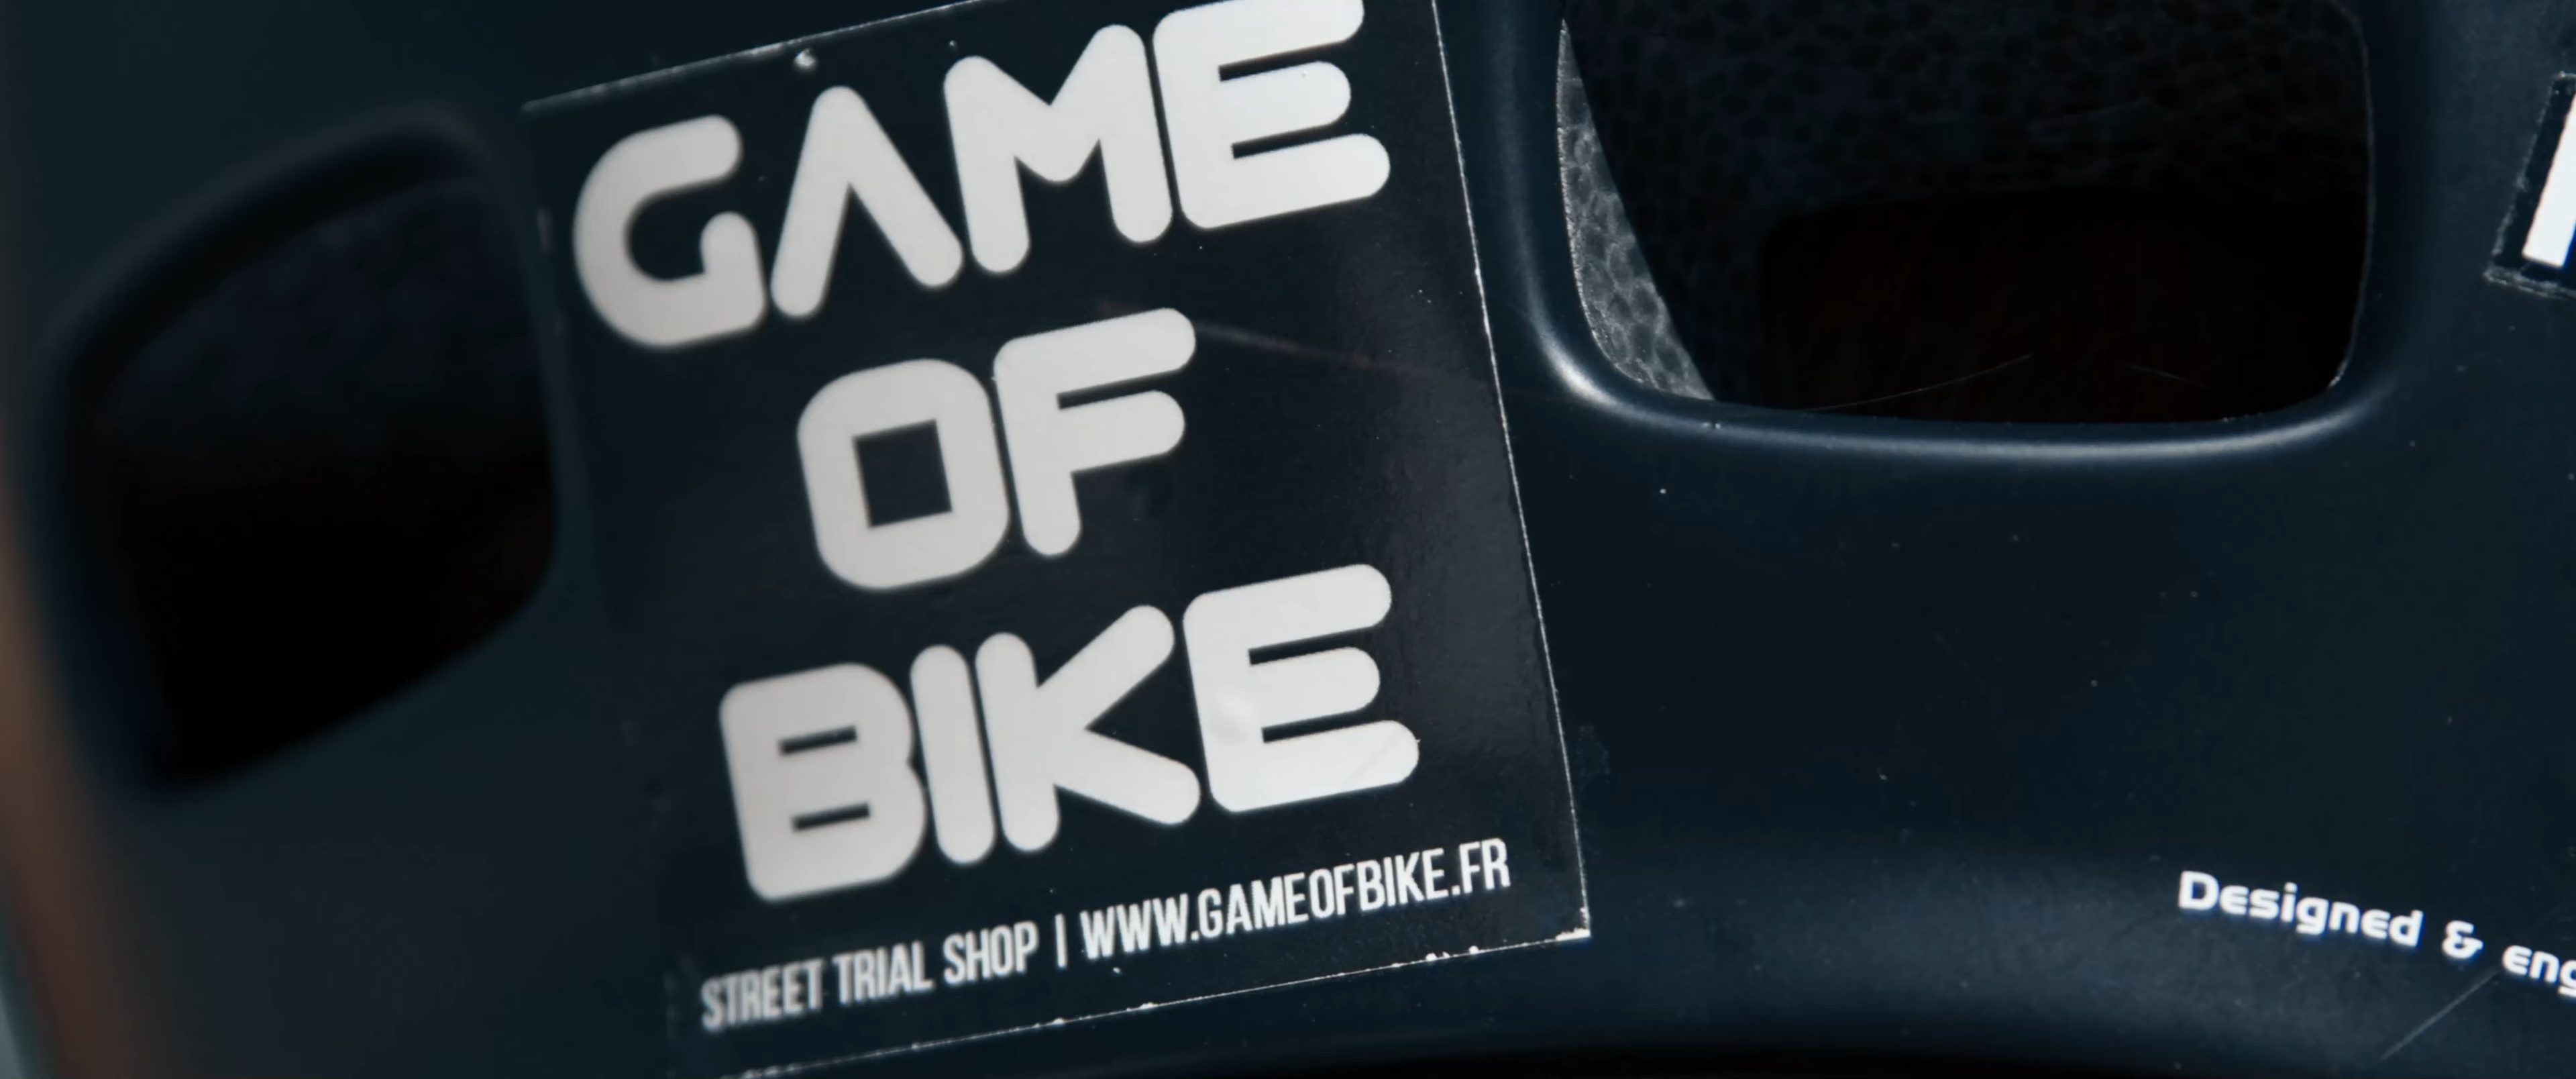 GAME
OF
BIKE
STREET TRIAL SHOP | WWW.GAMEOFBIKE.FR
Designed &